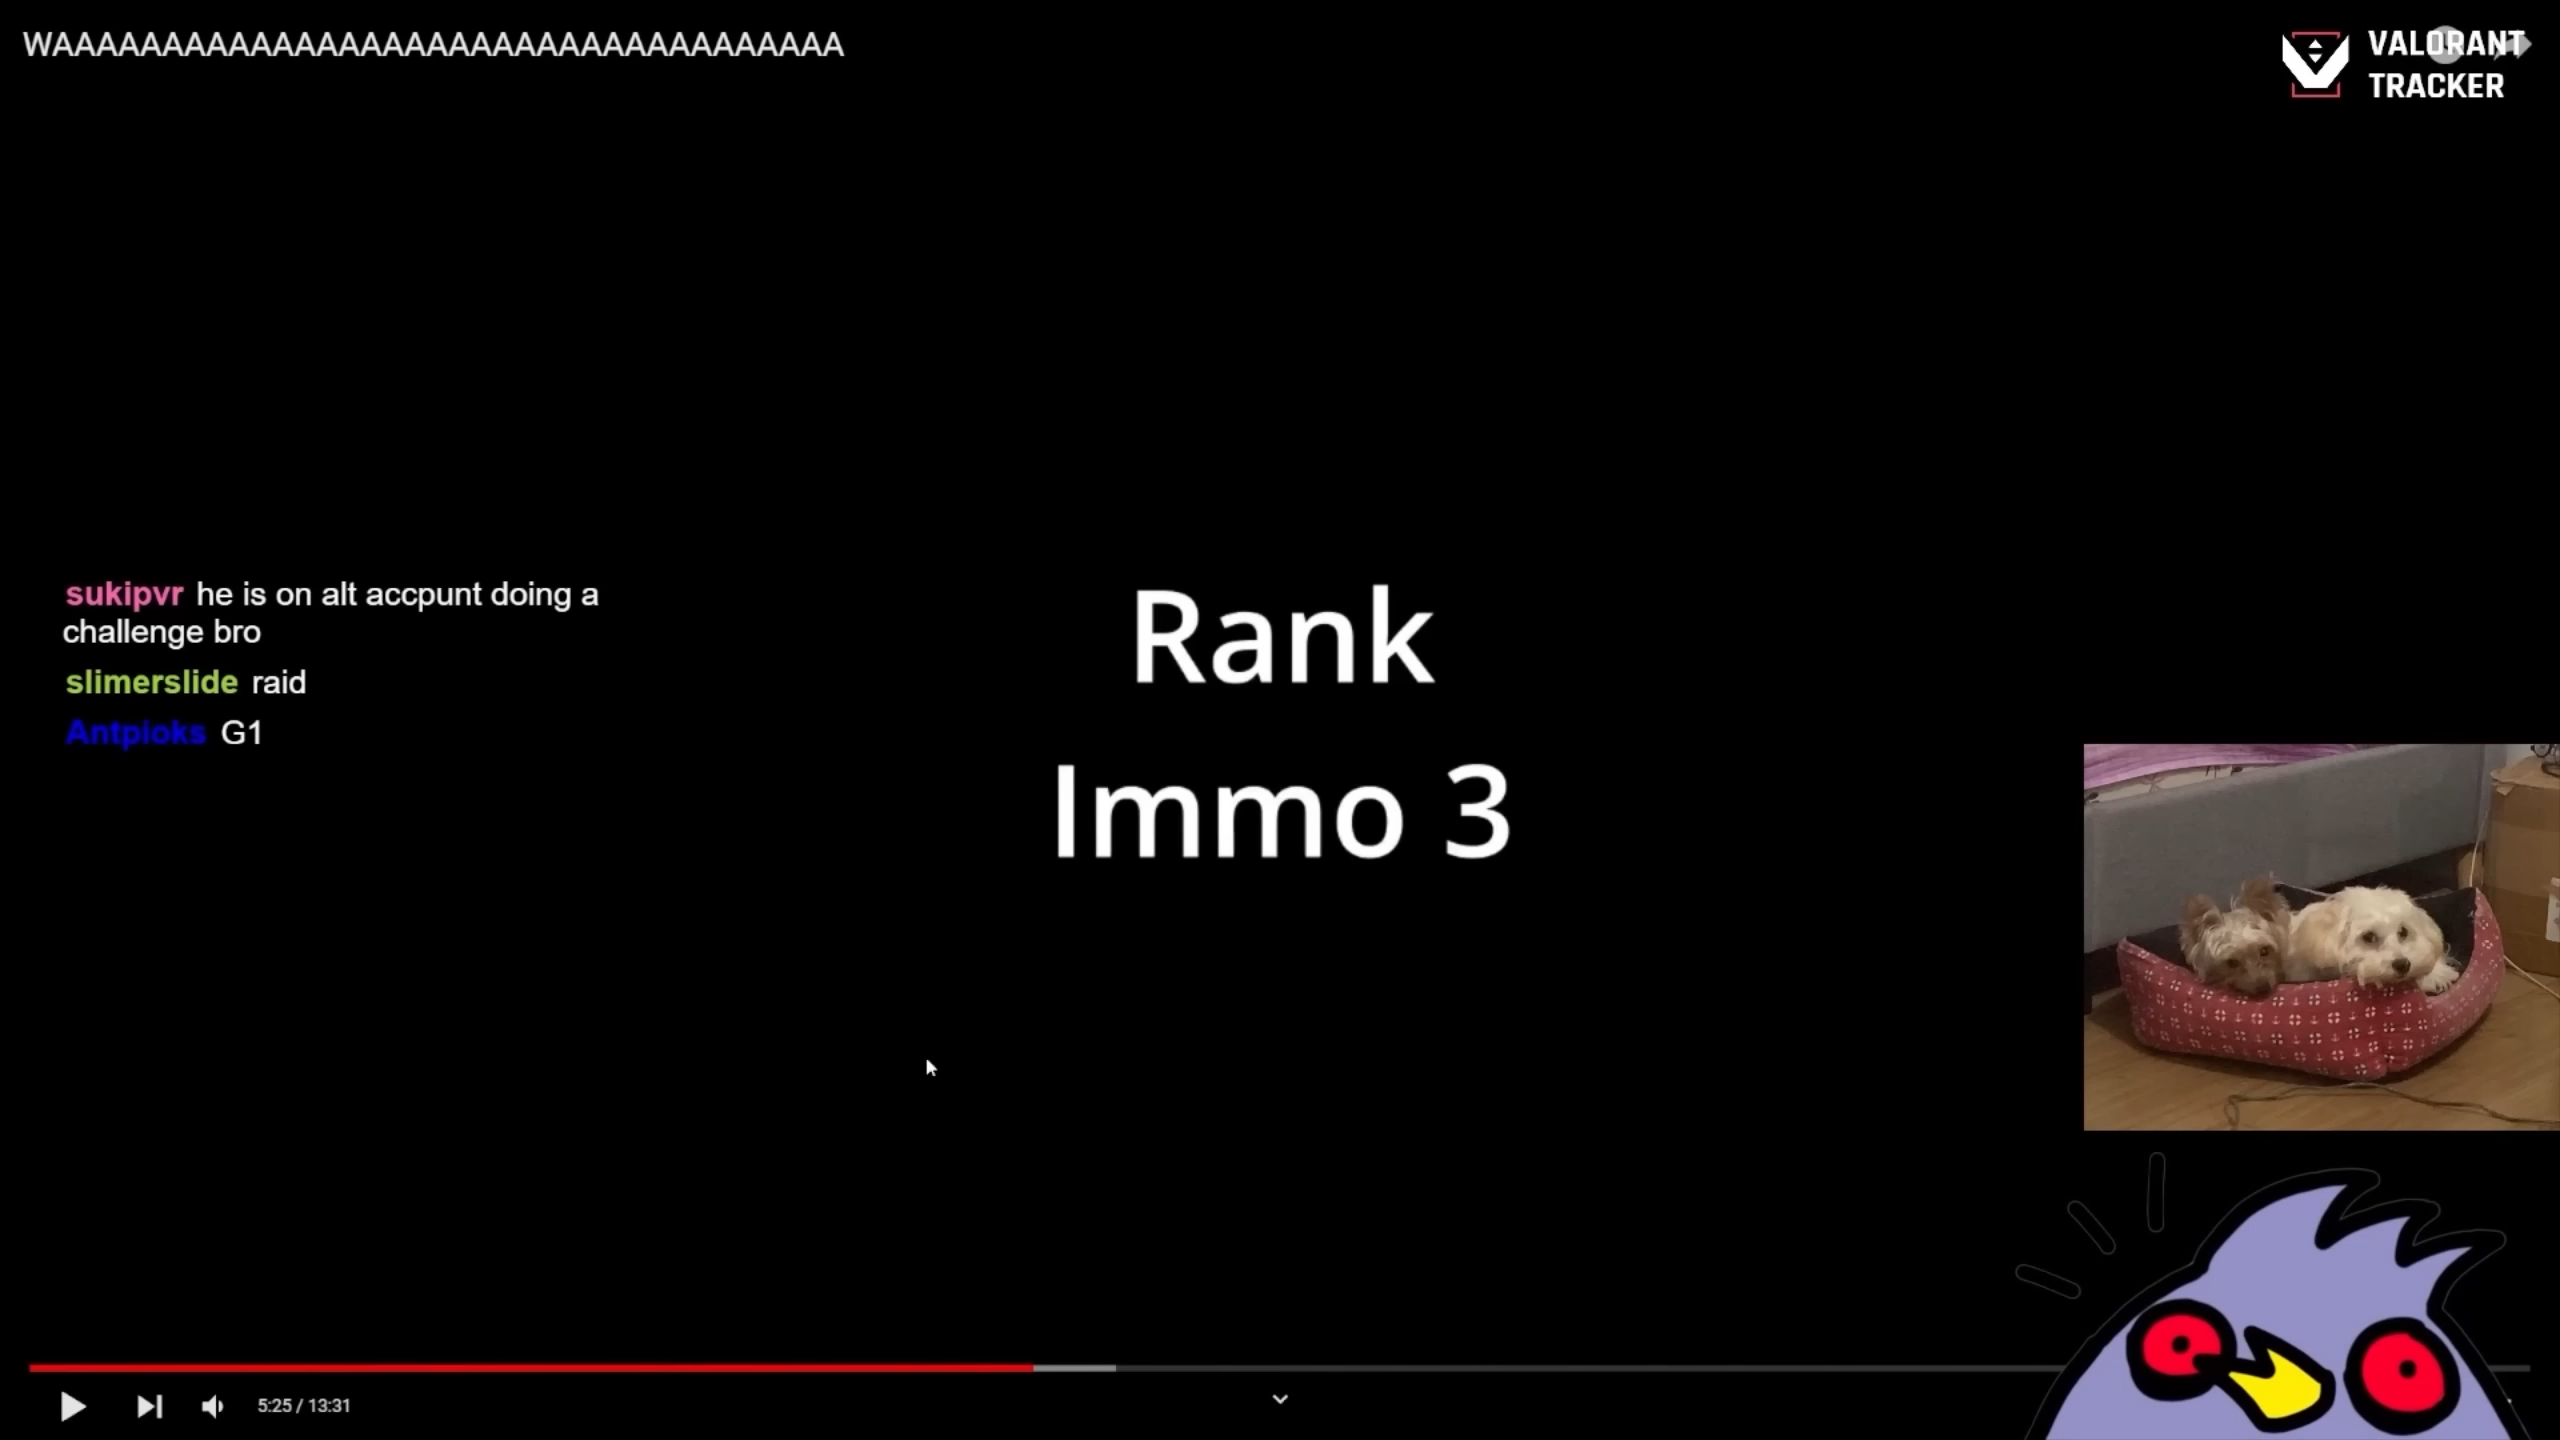 WAAAAAAAAAAAAAAAAAAAAAAAAAAAAAAAAAAAA
VALORANT
TRACKER
sukipvr he is on alt accpunt doing a
challenge bro
slimerslide raid
Antpioks G1
Rank
Immo 3
5:25 / 13:31